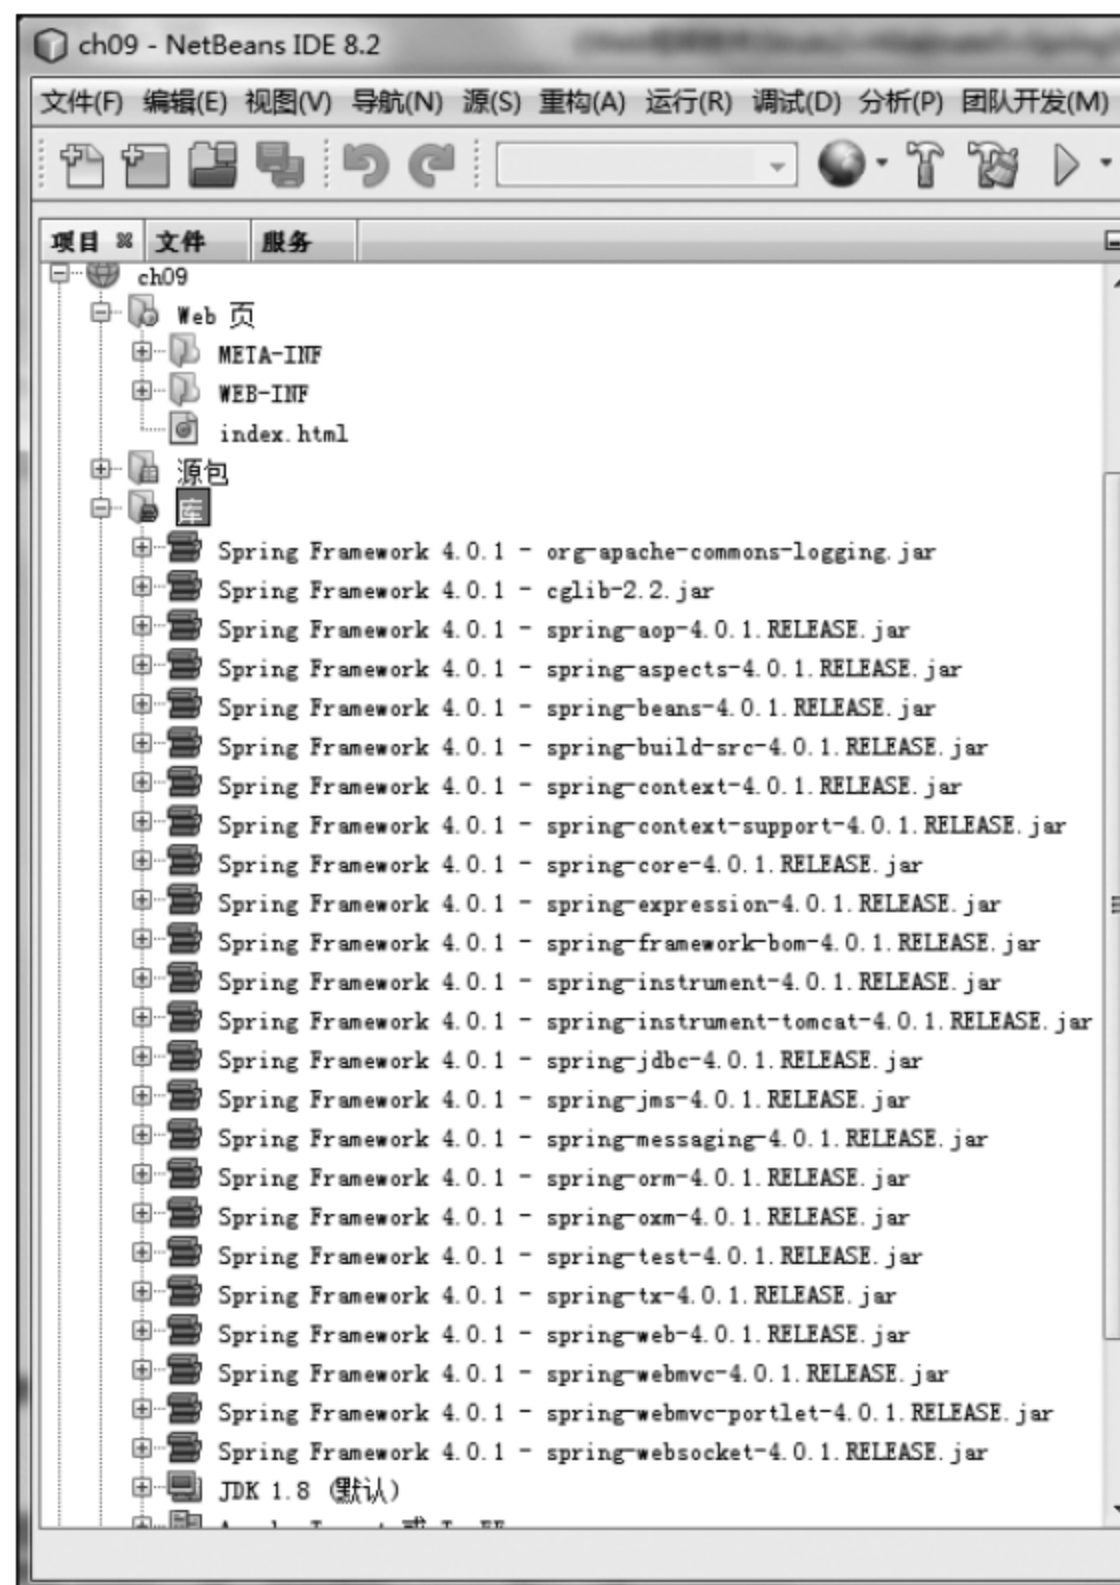 ch09 - NetBeans IDE 8.2
文件(F) 编辑(E) 视图(V) 导航(N) 源(S) 重构(A) 运行(R) 调试(D) 分析(P) 团队开发(M)
项目 文件 服务
ch09
Web 页
META-INF
WEB-INF
index.html
源包
库
Spring Framework 4.0.1 - org-apache-commons-logging.jar
Spring Framework 4.0.1 - cglib-2.2.jar
Spring Framework 4.0.1 - spring-aop-4.0.1.RELEASE.jar
Spring Framework 4.0.1 - spring-aspects-4.0.1.RELEASE.jar
Spring Framework 4.0.1 - spring-beans-4.0.1.RELEASE.jar
Spring Framework 4.0.1 - spring-build-src-4.0.1.RELEASE.jar
Spring Framework 4.0.1 - spring-context-4.0.1.RELEASE.jar
Spring Framework 4.0.1 - spring-context-support-4.0.1.RELEASE.jar
Spring Framework 4.0.1 - spring-core-4.0.1.RELEASE.jar
Spring Framework 4.0.1 - spring-expression-4.0.1.RELEASE.jar
Spring Framework 4.0.1 - spring-framework-bom-4.0.1.RELEASE.jar
Spring Framework 4.0.1 - spring-instrument-4.0.1.RELEASE.jar
Spring Framework 4.0.1 - spring-instrument-tomcat-4.0.1.RELEASE.jar
Spring Framework 4.0.1 - spring-jdbc-4.0.1.RELEASE.jar
Spring Framework 4.0.1 - spring-jms-4.0.1.RELEASE.jar
Spring Framework 4.0.1 - spring-messaging-4.0.1.RELEASE.jar
Spring Framework 4.0.1 - spring-orm-4.0.1.RELEASE.jar
Spring Framework 4.0.1 - spring-oxm-4.0.1.RELEASE.jar
Spring Framework 4.0.1 - spring-test-4.0.1.RELEASE.jar
Spring Framework 4.0.1 - spring-tx-4.0.1.RELEASE.jar
Spring Framework 4.0.1 - spring-web-4.0.1.RELEASE.jar
Spring Framework 4.0.1 - spring-webmvc-4.0.1.RELEASE.jar
Spring Framework 4.0.1 - spring-webmvc-portlet-4.0.1.RELEASE.jar
Spring Framework 4.0.1 - spring-websocket-4.0.1.RELEASE.jar
JDK 1.8 (默认)